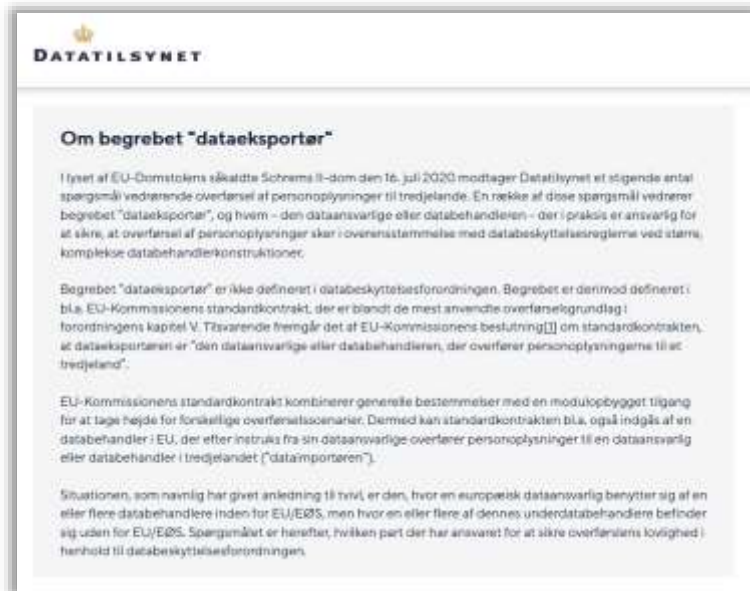 DATATILSYNET
Om begrebet "dataeksportør"
I lyset af EU-Domstolens såkaldte Schrems II-dom den 16. juli 2020 modtager Datatilsynet et stigende antal
spørgsmål vedrørende overførsel af personoplysninger til tredjelande. En række af disse spørgsmål vedrører
begrebet "dataeksportør", og hvem – den dataansvarlige eller databehandleren – der i praksis er ansvarlig for
at sikre, at overførsel af personoplysninger sker i overensstemmelse med databeskyttelsesreglerne ved større,
komplekse databehandlerkonstruktioner.
Begrebet "dataeksportør" er ikke defineret i databeskyttelsesforordningen. Begrebet er derimod defineret i
bl.a. EU-Kommissionens standardkontrakt, der er blandt de mest anvendte overførselsgrundlag i
forordningens kapitel V. Tilsvarende fremgår det af EU-Kommissionens beslutning[1] om standardkontrakten,
at dataeksportøren er "den dataansvarlige eller databehandleren, der overfører personoplysningerne til et
tredjeland".
EU-Kommissionens standardkontrakt kombinerer generelle bestemmelser med en modulopbygget tilgang
for at tage højde for forskellige overførselsscenarier. Dermed kan standardkontrakten bl.a. også indgås af en
databehandler i EU, der efter instruks fra sin dataansvarlige overfører personoplysninger til en dataansvarlig
eller databehandler i tredjelandet ("dataimportøren").
Situationen, som navnlig har givet anledning til tvivl, er den, hvor en europæisk dataansvarlig benytter sig af en
eller flere databehandlere inden for EU/EØS, men hvor en eller flere af dennes underdatabehandlere befinder
sig uden for EU/EØS. Spørgsmålet er herefter, hvilken part der har ansvaret for at sikre overførslens lovlighed i
henhold til databeskyttelsesforordningen.